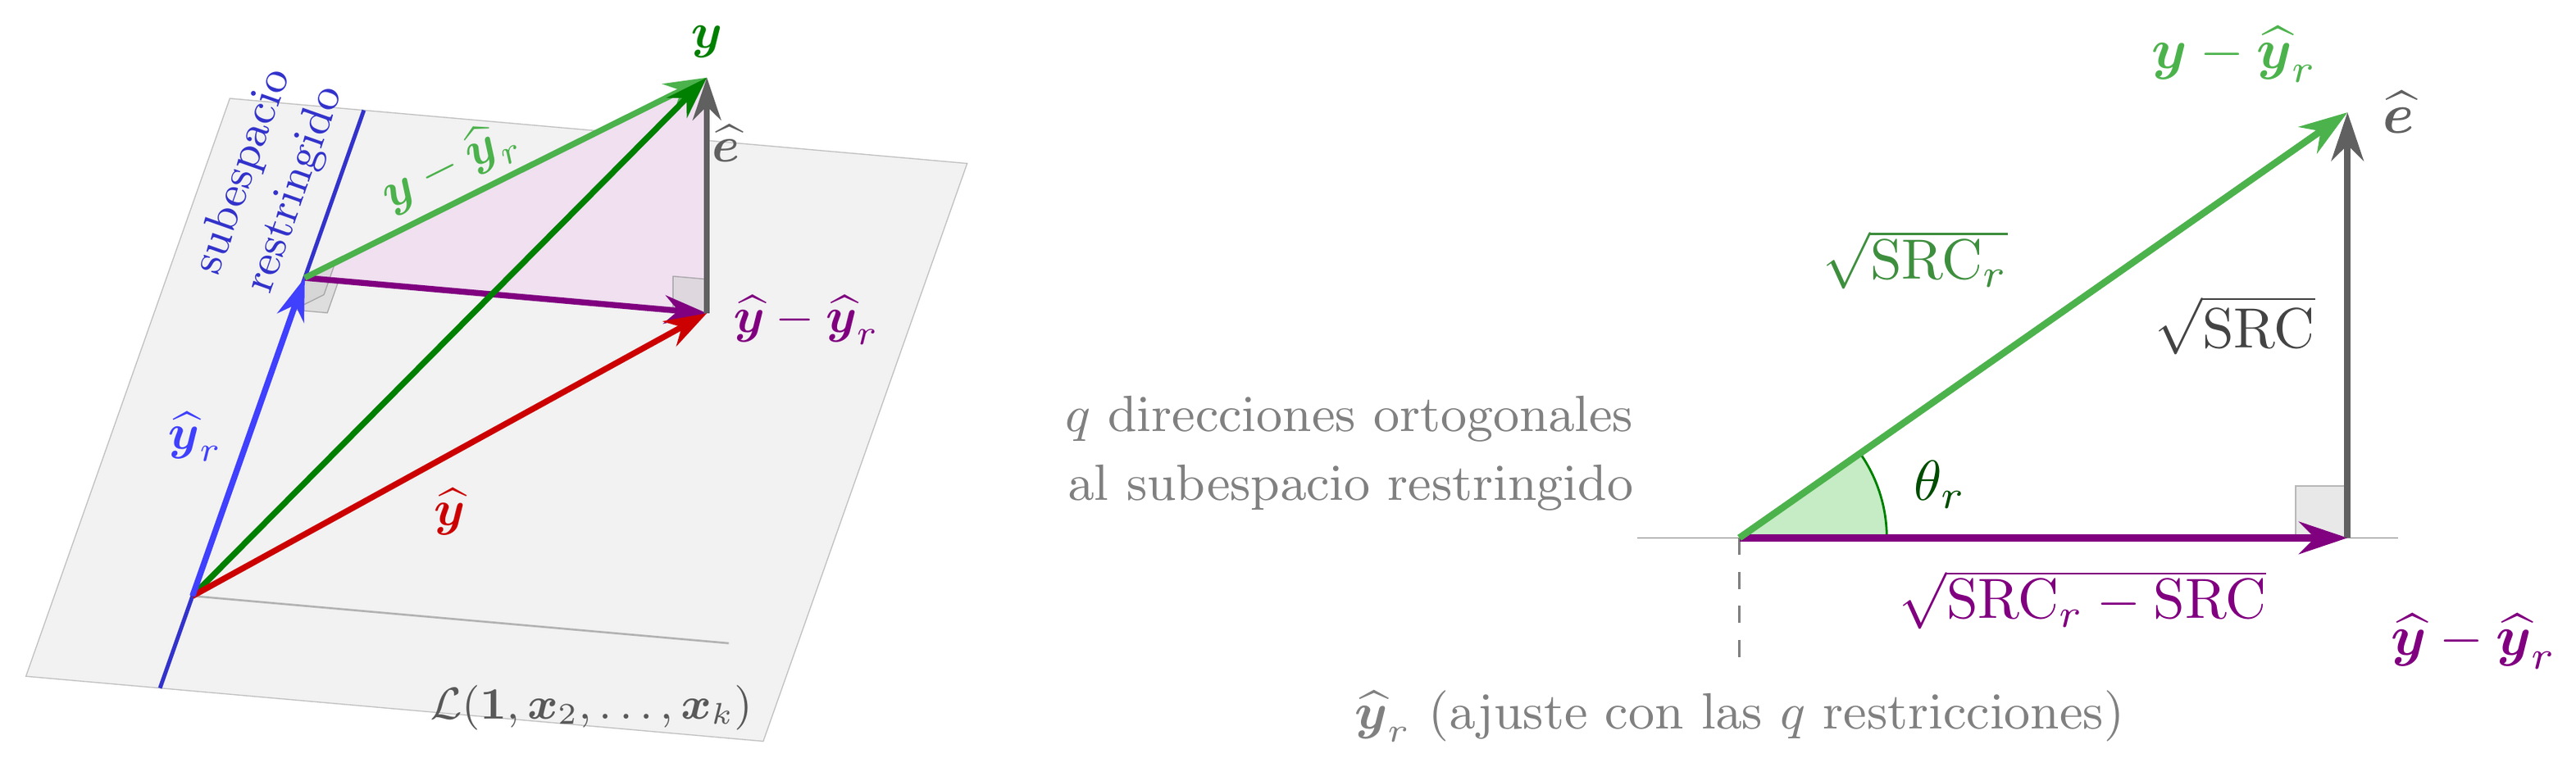 y
subespacio
restringido
y − ŷ_r
ê
ŷ − ŷ_r
ŷ_r
ŷ
ℒ(1, x₂, …, x_k)
y − ŷ_r
ê
√SRC_r
√SRC
q direcciones ortogonales
al subespacio restringido
θ_r
√(SRC_r − SRC)
ŷ − ŷ_r
ŷ_r (ajuste con las q restricciones)